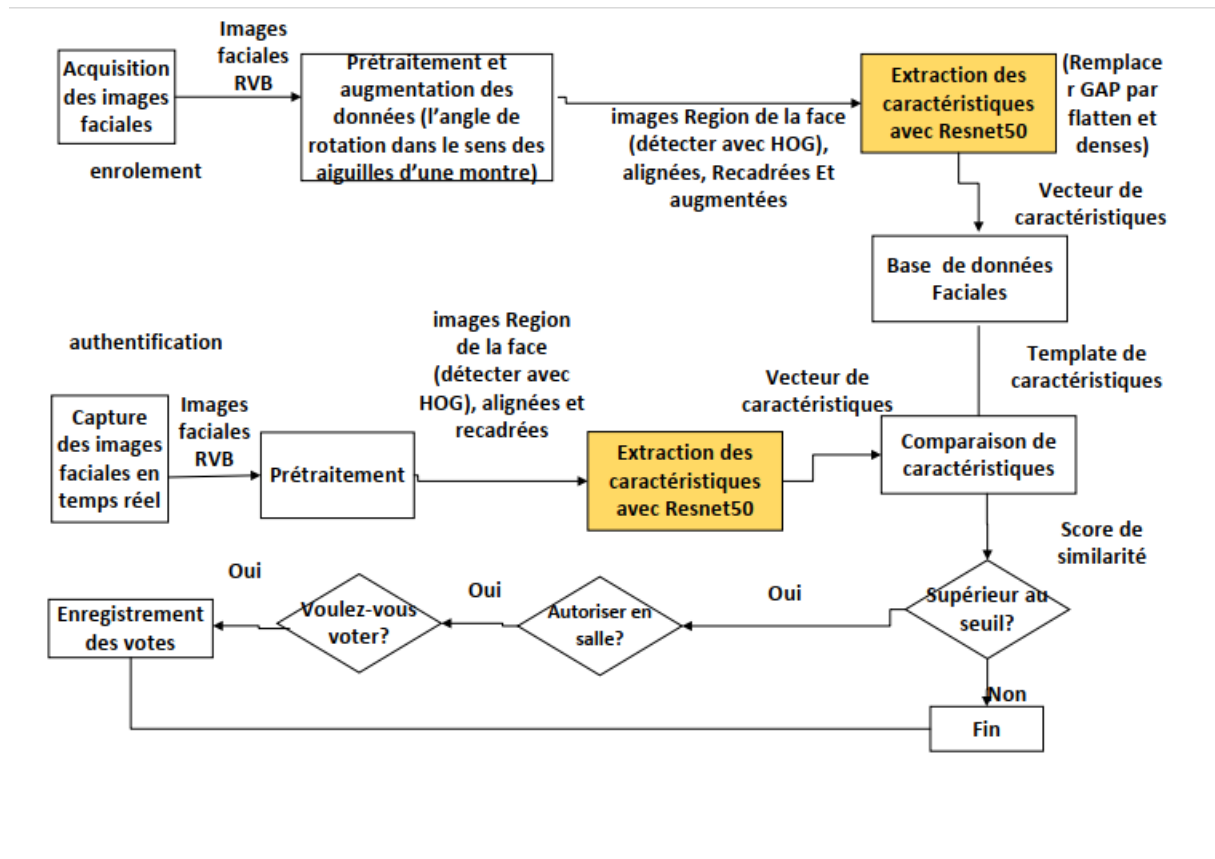 Acquisition
des images
faciales
Images
faciales
RVB
Prétraitement et
augmentation des
données (l'angle de
rotation dans le sens des
aiguilles d'une montre)
images Region de la face
(détecter avec HOG),
alignées, Recadrées Et
augmentées
Extraction des
caractéristiques
avec Resnet50
(Remplace
r GAP par
flatten et
denses)
enrolement
Vecteur de
caractéristiques
Base de données
Faciales
Template de
caractéristiques
authentification
Capture
des images
faciales en
temps réel
Images
faciales
RVB
Prétraitement
images Region
de la face
(détecter avec
HOG), alignées et
recadrées
Extraction des
caractéristiques
avec Resnet50
Vecteur de
caractéristiques
Comparaison de
caractéristiques
Score de
similarité
Supérieur au
seuil?
Oui
Autoriser en
salle?
Oui
Voulez-vous
voter?
Oui
Enregistrement
des votes
Non
Fin